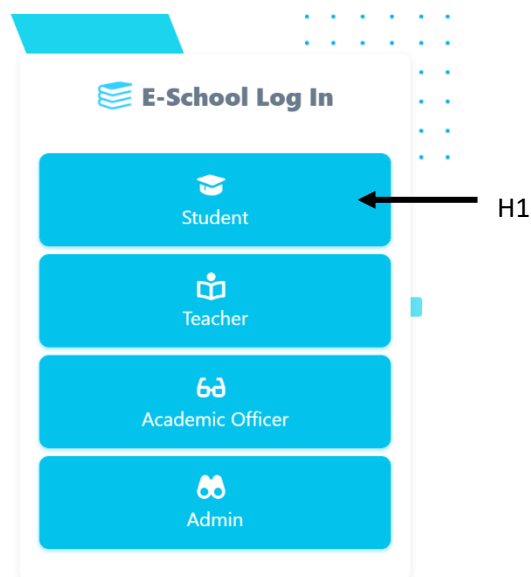 E-School Log In
Student
H1
Teacher
Academic Officer
Admin